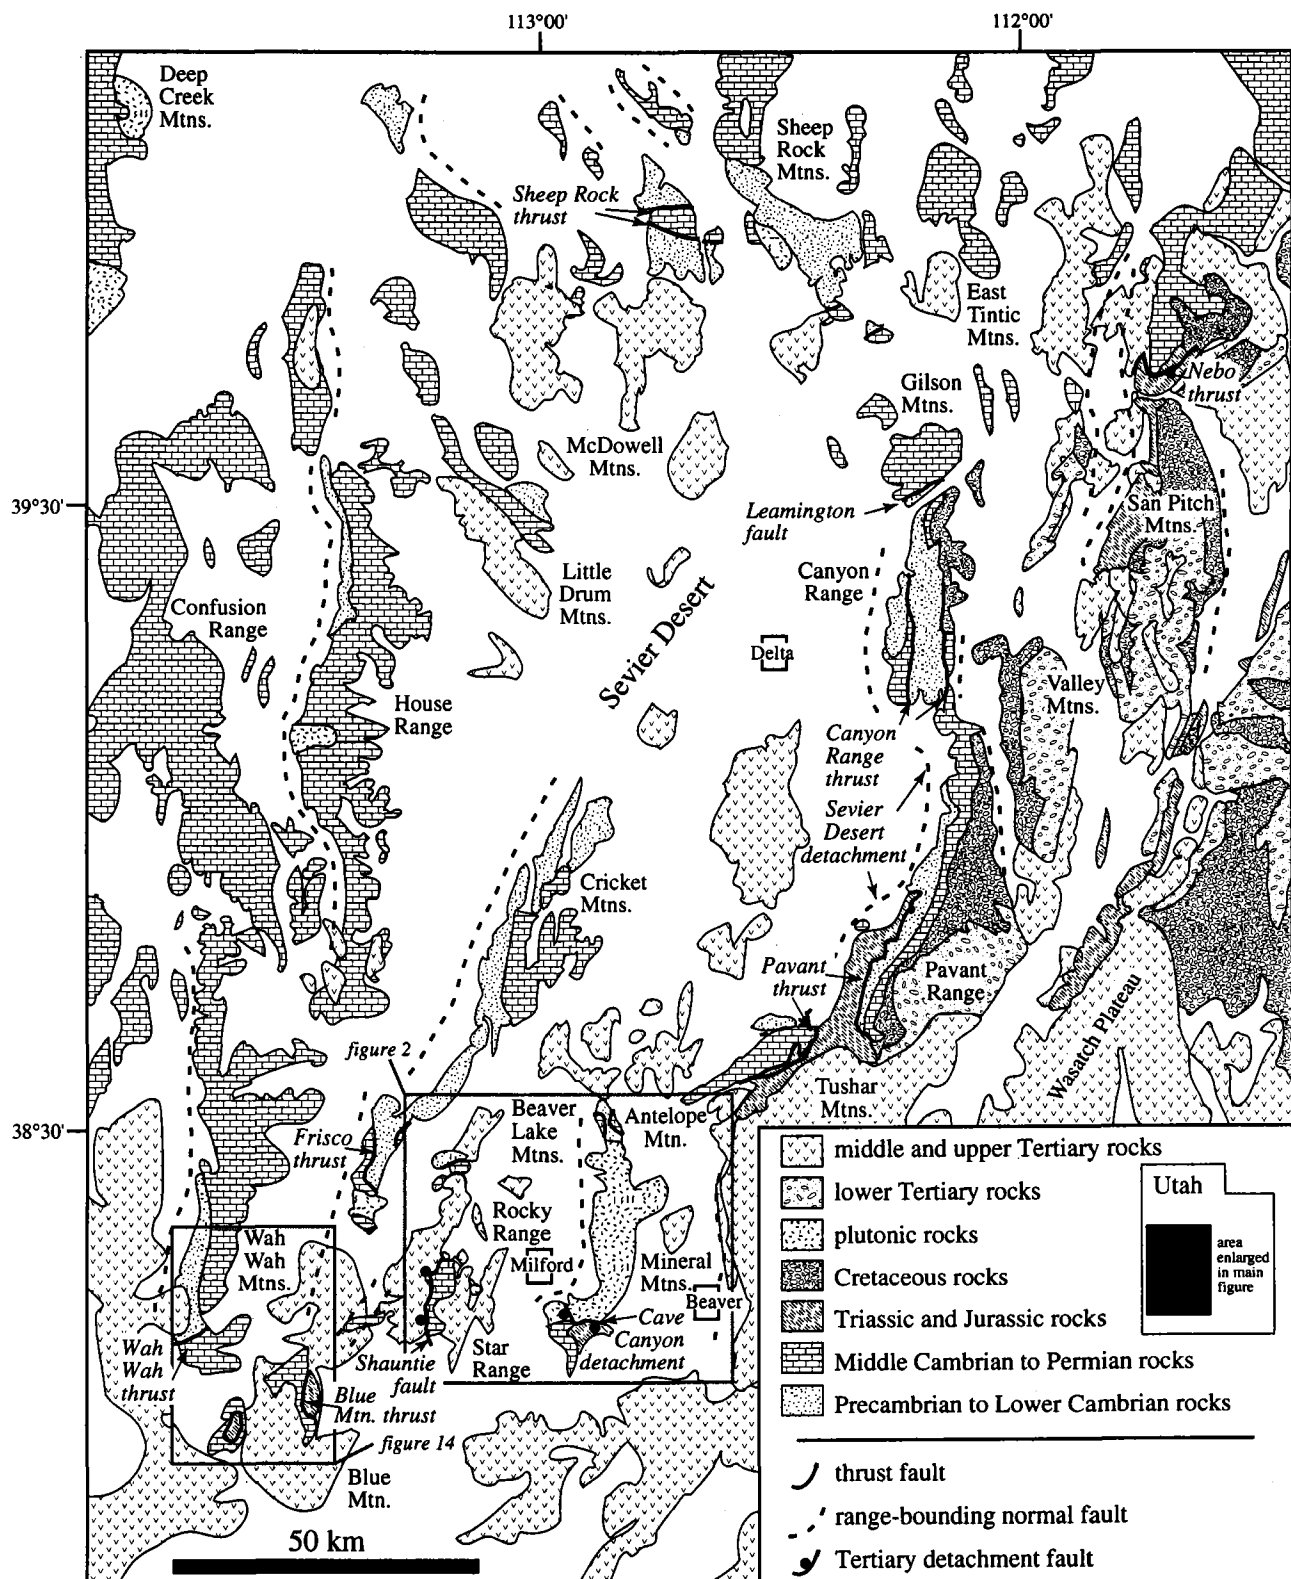 113°00'
112°00'
Deep
Creek
Mtns.
Sheep
Rock
Mtns.
Sheep Rock
thrust
East
Tintic
Mtns.
Nebo
thrust
Gilson
Mtns.
McDowell
Mtns.
39°30'
San Pitch
Mtns.
Leamington
fault
Canyon
Range
Little
Drum
Mtns.
Confusion
Range
Sevier Desert
Delta
House
Range
Valley
Mtns.
Canyon
Range
thrust
Sevier
Desert
detachment
Cricket
Mtns.
Pavant
thrust
Pavant
Range
Wasatch Plateau
figure 2
Tushar
Mtns.
38°30'
Frisco
thrust
Beaver
Lake
Mtns.
Antelope
Mtn.
Rocky
Range
Milford
Mineral
Mtns.
Beaver
Wah
Wah
Mtns.
Cave
Canyon
detachment
Star
Range
Shauntie
fault
Wah
Wah
thrust
Blue
Mtn. thrust
figure 14
Blue
Mtn.
50 km
middle and upper Tertiary rocks
lower Tertiary rocks
plutonic rocks
Cretaceous rocks
Triassic and Jurassic rocks
Middle Cambrian to Permian rocks
Precambrian to Lower Cambrian rocks
Utah
area
enlarged
in main
figure
thrust fault
range-bounding normal fault
Tertiary detachment fault